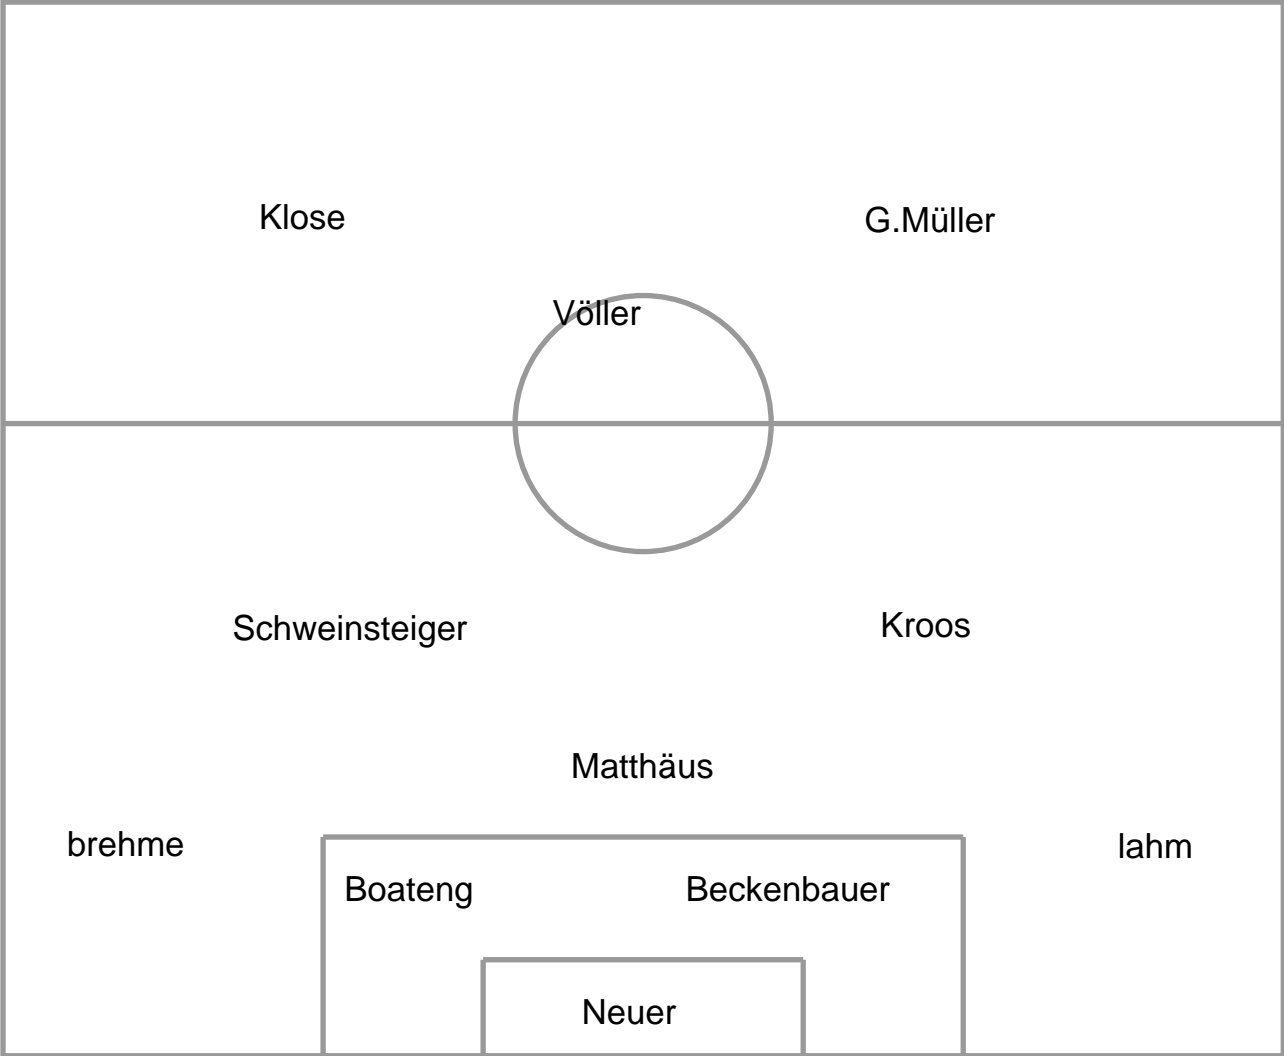 Klose
G.Müller
Völler
Schweinsteiger
Kroos
Matthäus
brehme
lahm
Boateng
Beckenbauer
Neuer